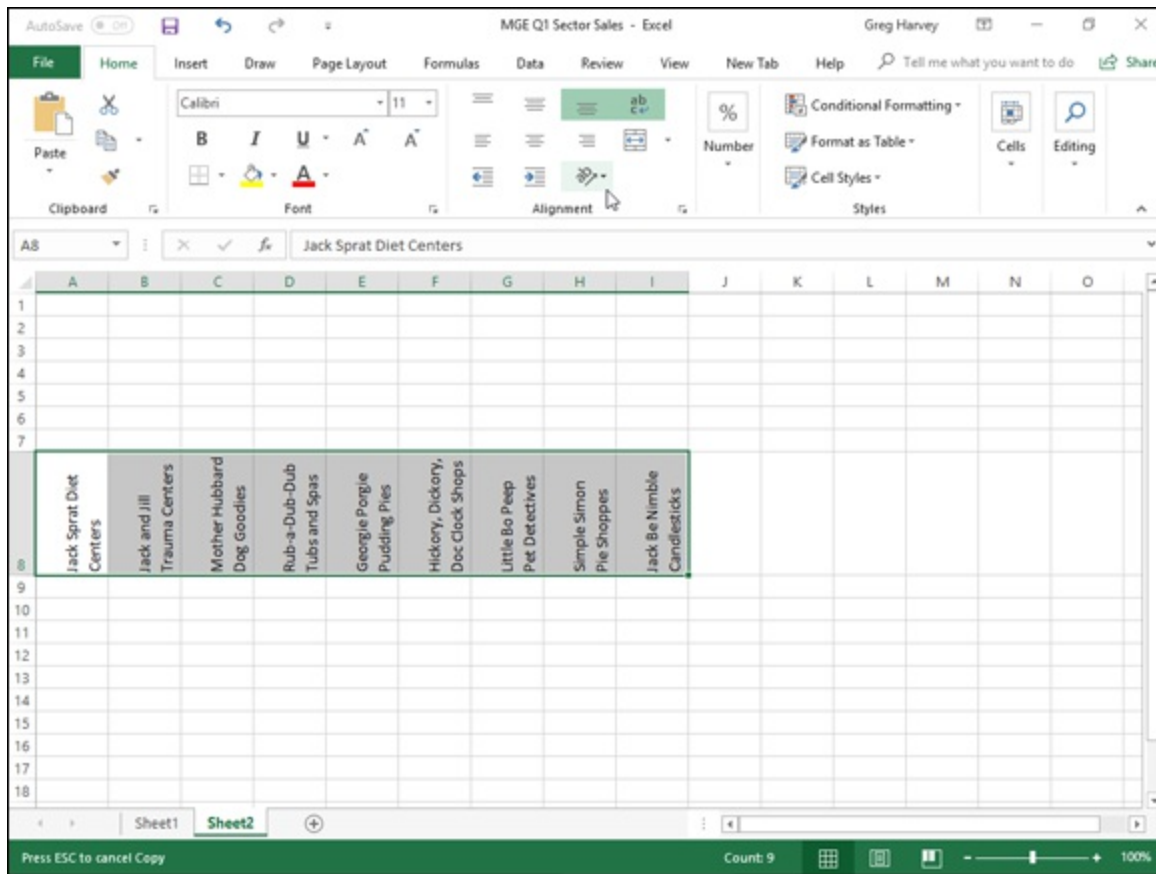 AutoSave Off MGE Q1 Sector Sales - Excel Greg Harvey
File Home Insert Draw Page Layout Formulas Data Review View New Tab Help Tell me what you want to do Share
Calibri 11 ab c % Conditional Formatting
Paste B I U A A Number Format as Table Cells Editing
A Cell Styles
Clipboard Font Alignment Styles
A8 fx Jack Sprat Diet Centers
A B C D E F G H I J K L M N O
1
2
3
4
5
6
7
8
Jack Sprat Diet
Centers
Jack and Jill
Trauma Centers
Mother Hubbard
Dog Goodies
Rub-a-Dub-Dub
Tubs and Spas
Georgie Porgie
Pudding Pies
Hickory, Dickory,
Doc Clock Shops
Little Bo Peep
Pet Detectives
Simple Simon
Pie Shoppes
Jack Be Nimble
Candlesticks
9
10
11
12
13
14
15
16
17
18
Sheet1 Sheet2
Press ESC to cancel Copy Count: 9 - + 100%